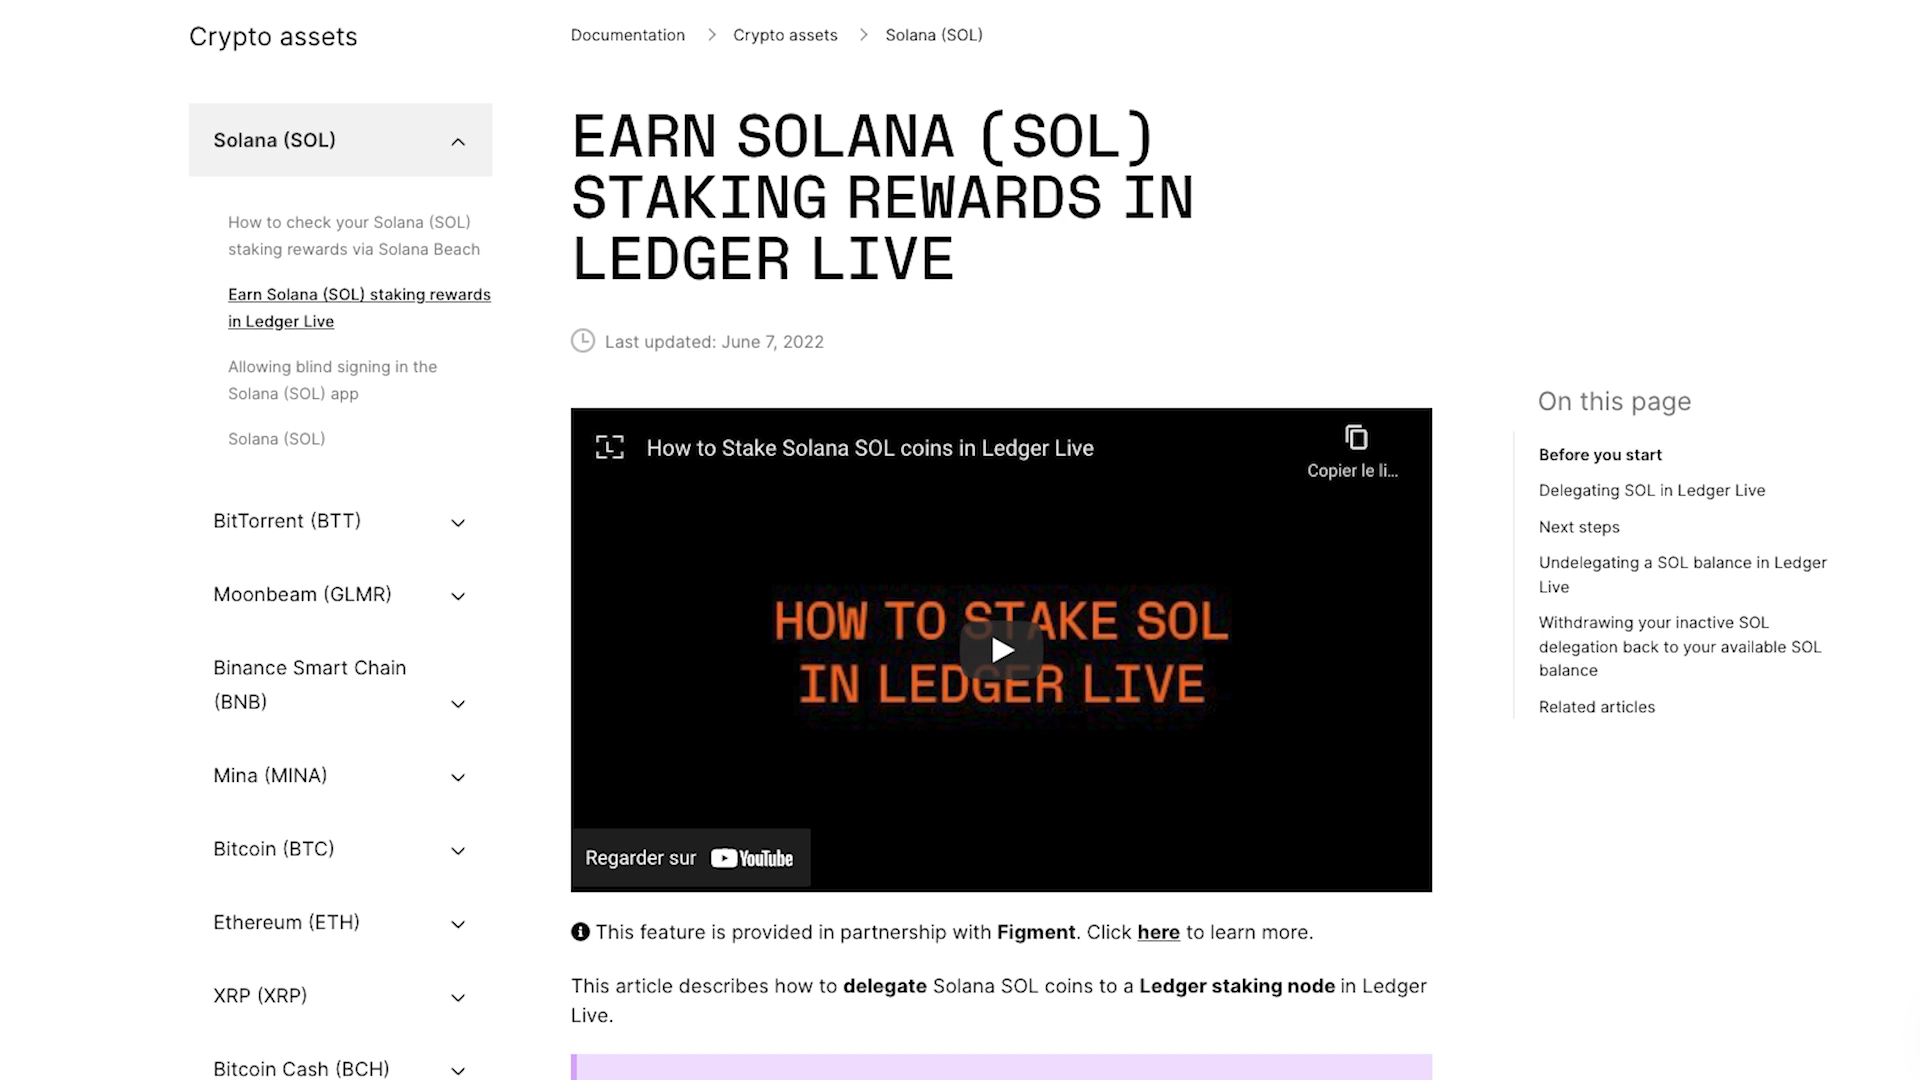 Crypto assets
Documentation > Crypto assets > Solana (SOL)
Solana (SOL)
How to check your Solana (SOL)
staking rewards via Solana Beach
Earn Solana (SOL) staking rewards
in Ledger Live
Allowing blind signing in the
Solana (SOL) app
Solana (SOL)
BitTorrent (BTT)
Moonbeam (GLMR)
Binance Smart Chain
(BNB)
Mina (MINA)
Bitcoin (BTC)
Ethereum (ETH)
XRP (XRP)
Bitcoin Cash (BCH)
EARN SOLANA (SOL)
STAKING REWARDS IN
LEDGER LIVE
Last updated: June 7, 2022
How to Stake Solana SOL coins in Ledger Live
Copier le li...
HOW TO STAKE SOL
IN LEDGER LIVE
Regarder sur YouTube
This feature is provided in partnership with Figment. Click here to learn more.
This article describes how to delegate Solana SOL coins to a Ledger staking node in Ledger
Live.
On this page
Before you start
Delegating SOL in Ledger Live
Next steps
Undelegating a SOL balance in Ledger
Live
Withdrawing your inactive SOL
delegation back to your available SOL
balance
Related articles